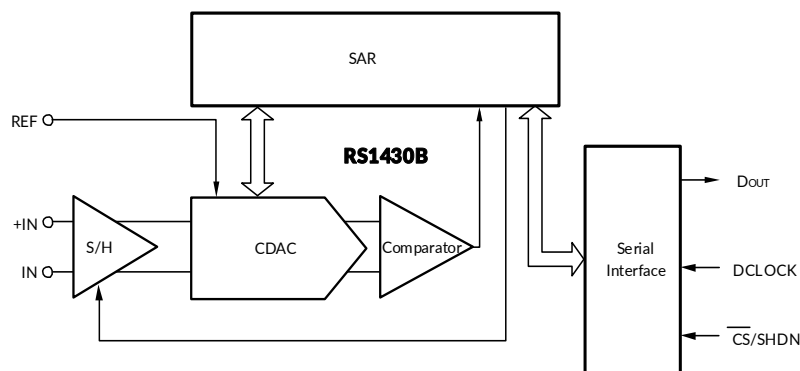 SAR
REF
RS1430B
+IN
S/H
CDAC
Comparator
IN
DOUT
Serial
Interface
DCLOCK
CS/SHDN